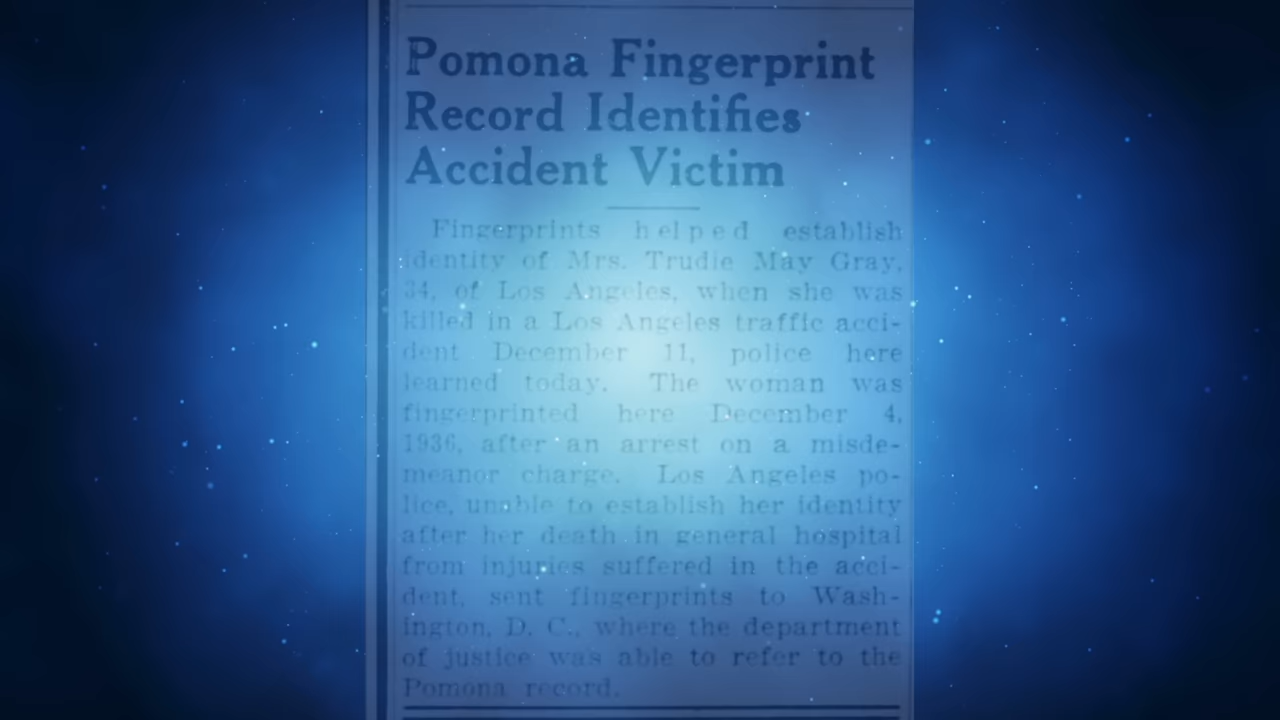 Pomona Fingerprint
Record Identifies
Accident Victim
Fingerprints helped establish
identity of Mrs. Trudie May Gray,
34, of Los Angeles, when she was
killed in a Los Angeles traffic acci-
dent December 11, police here
learned today. The woman was
fingerprinted here December 4,
1936, after an arrest on a misde-
meanor charge. Los Angeles po-
lice, unable to establish her identity
after her death in general hospital
from injuries suffered in the acci-
dent, sent fingerprints to Wash-
ington, D. C., where the department
of justice was able to refer to the
Pomona record.